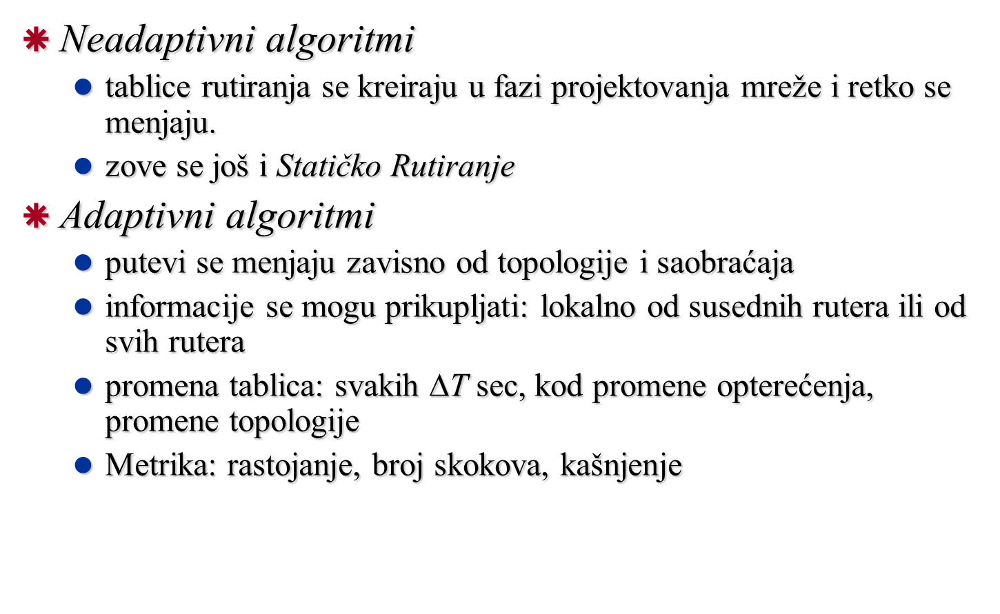 Neadaptivni algoritmi
tablice rutiranja se kreiraju u fazi projektovanja mreže i retko se
menjaju.
zove se još i Statičko Rutiranje
Adaptivni algoritmi
putevi se menjaju zavisno od topologije i saobraćaja
informacije se mogu prikupljati: lokalno od susednih rutera ili od
svih rutera
promena tablica: svakih ΔT sec, kod promene opterećenja,
promene topologije
Metrika: rastojanje, broj skokova, kašnjenje